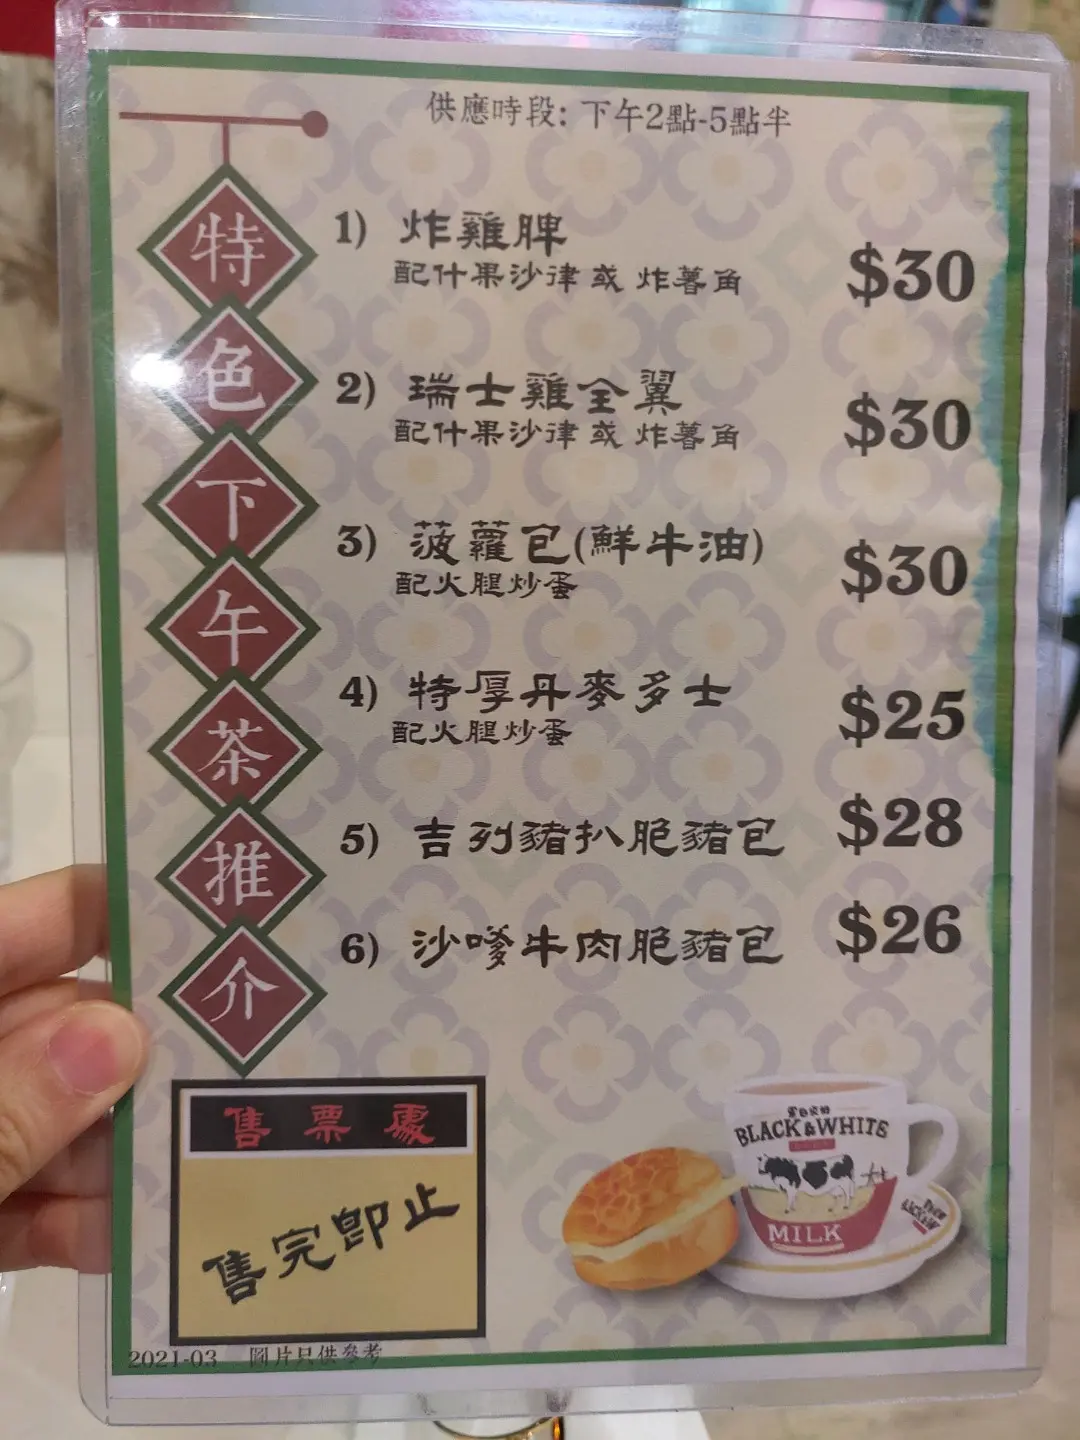 供應時段: 下午2點-5點半
特色下午茶推介
1) 炸雞脾 $30
配什果沙律 或 炸薯角
2) 瑞士雞全翼 $30
配什果沙律 或 炸薯角
3) 菠蘿包(鮮牛油) $30
配火腿炒蛋
4) 特厚丹麥多士 $25
配火腿炒蛋
5) 吉列豬扒脆豬包 $28
6) 沙嗲牛肉脆豬包 $26
售票處
售完即止
BLACK&WHITE
MILK
2021-03 圖片只供參考